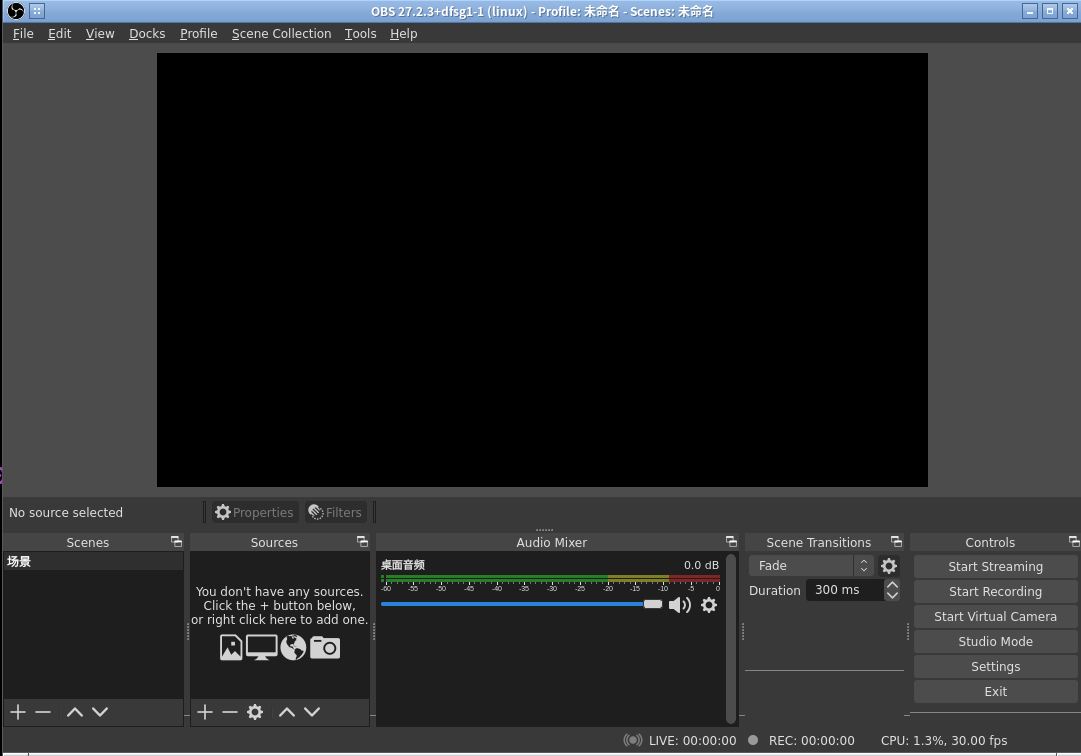 OBS 27.2.3+dfsg1-1 (linux) - Profile: 未命名 - Scenes: 未命名
File Edit View Docks Profile Scene Collection Tools Help
No source selected Properties Filters
Scenes
场景
Sources
You don't have any sources.
Click the + button below,
or right click here to add one.
Audio Mixer
桌面音频 0.0 dB
-60 -55 -50 -45 -40 -35 -30 -25 -20 -15 -10 -5 0
Scene Transitions
Fade
Duration 300 ms
Controls
Start Streaming
Start Recording
Start Virtual Camera
Studio Mode
Settings
Exit
LIVE: 00:00:00 REC: 00:00:00 CPU: 1.3%, 30.00 fps